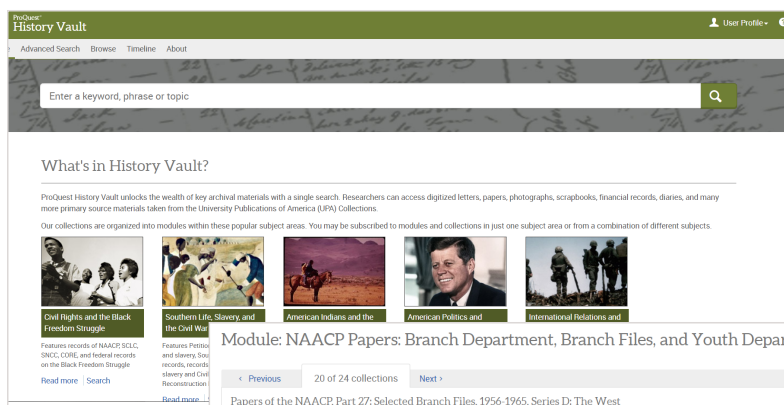 ProQuest®
History Vault
User Profile
Advanced Search Browse Timeline About
Enter a keyword, phrase or topic
What's in History Vault?
ProQuest History Vault unlocks the wealth of key archival materials with a single search. Researchers can access digitized letters, papers, photographs, scrapbooks, financial records, diaries, and many
more primary source materials taken from the University Publications of America (UPA) Collections.
Our collections are organized into modules within these popular subject areas. You may be subscribed to modules and collections in just one subject area or from a combination of different subjects.
Civil Rights and the Black
Freedom Struggle
Southern Life, Slavery, and
the Civil War
American Indians and the
American Politics and
International Relations and
Features records of NAACP, SCLC,
SNCC, CORE, and federal records
on the Black Freedom Struggle
Read more | Search
Features Petitio
and slavery, Sou
records, records
slavery and Civi
Reconstruction
Read more
Module: NAACP Papers: Branch Department, Branch Files, and Youth Depar
‹ Previous 20 of 24 collections Next ›
Papers of the NAACP, Part 27: Selected Branch Files, 1956-1965, Series D: The West